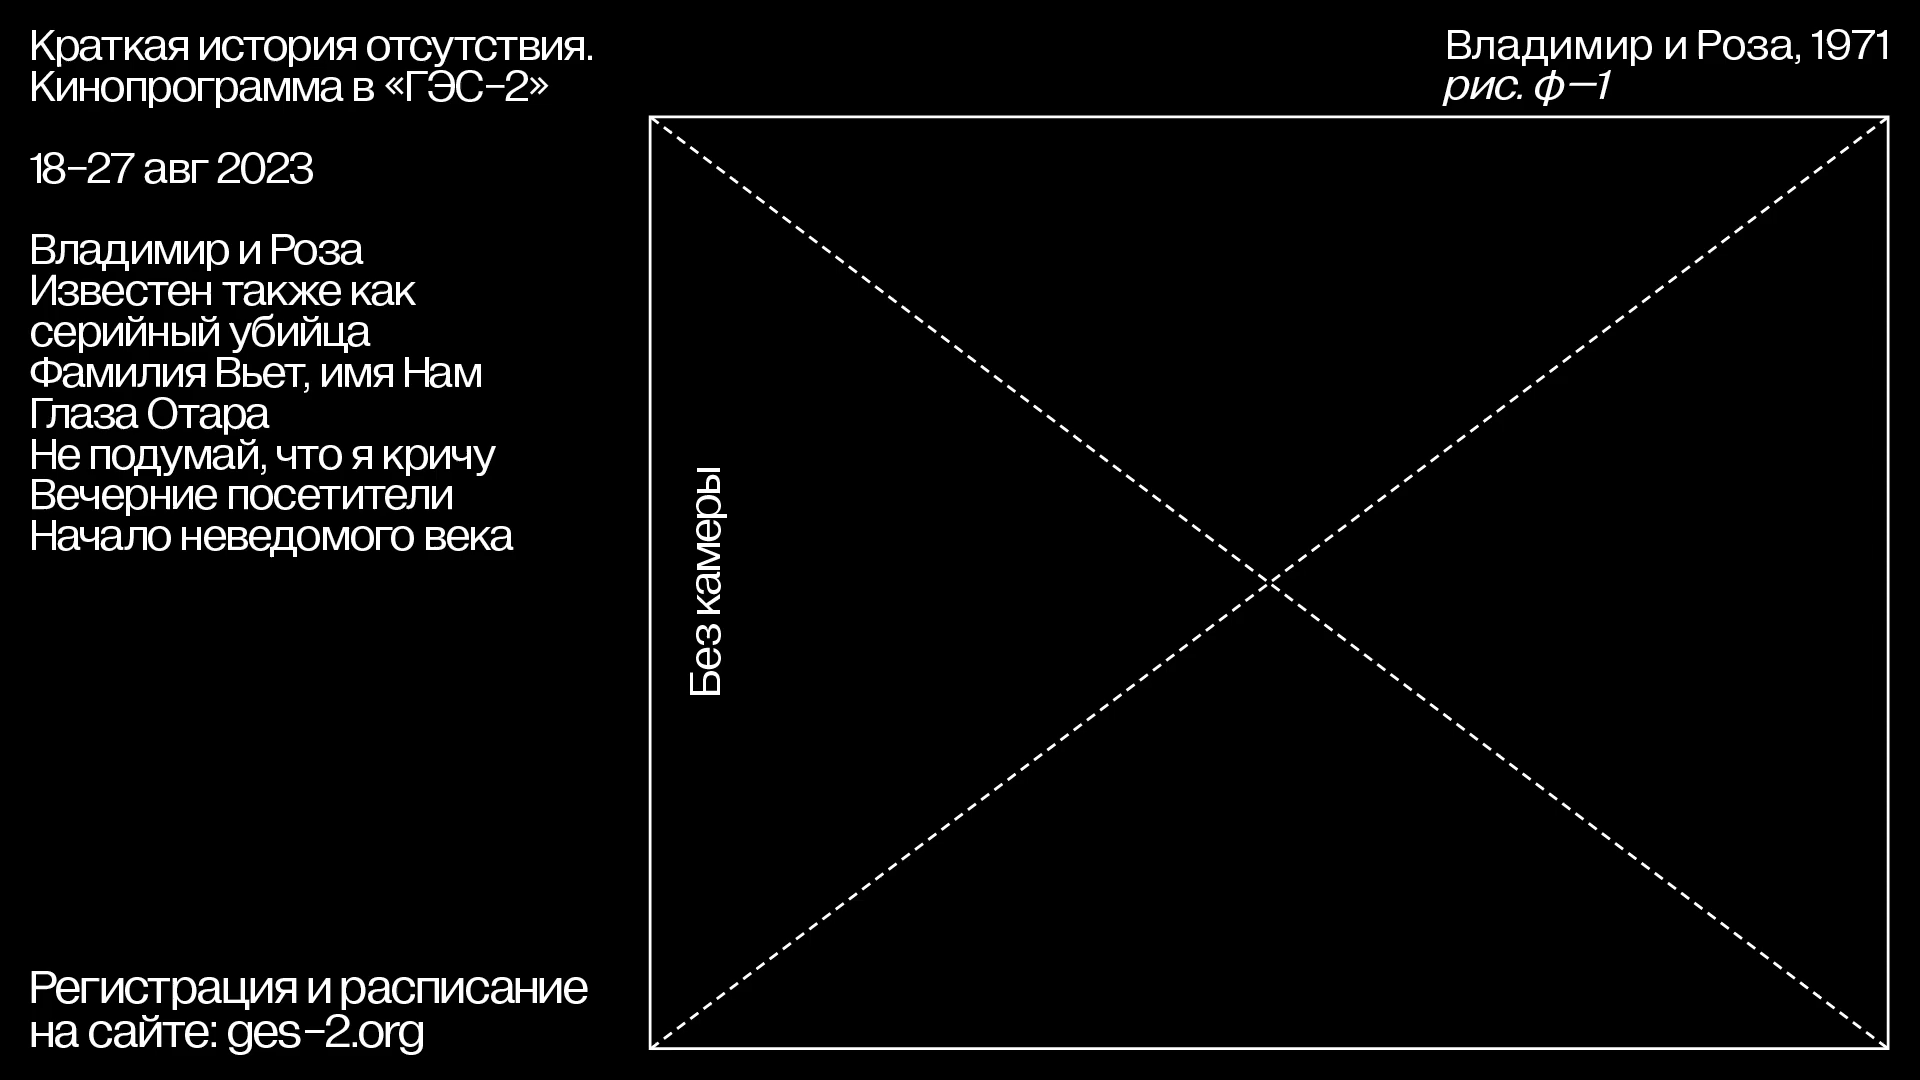 Краткая история отсутствия.
Кинопрограмма в «ГЭС–2»
18–27 авг 2023
Владимир и Роза
Известен также как
серийный убийца
Фамилия Вьет, имя Нам
Глаза Отара
Не подумай, что я кричу
Вечерние посетители
Начало неведомого века
Регистрация и расписание
на сайте: ges–2.org
Владимир и Роза, 1971
рис. ф—1
Без камеры